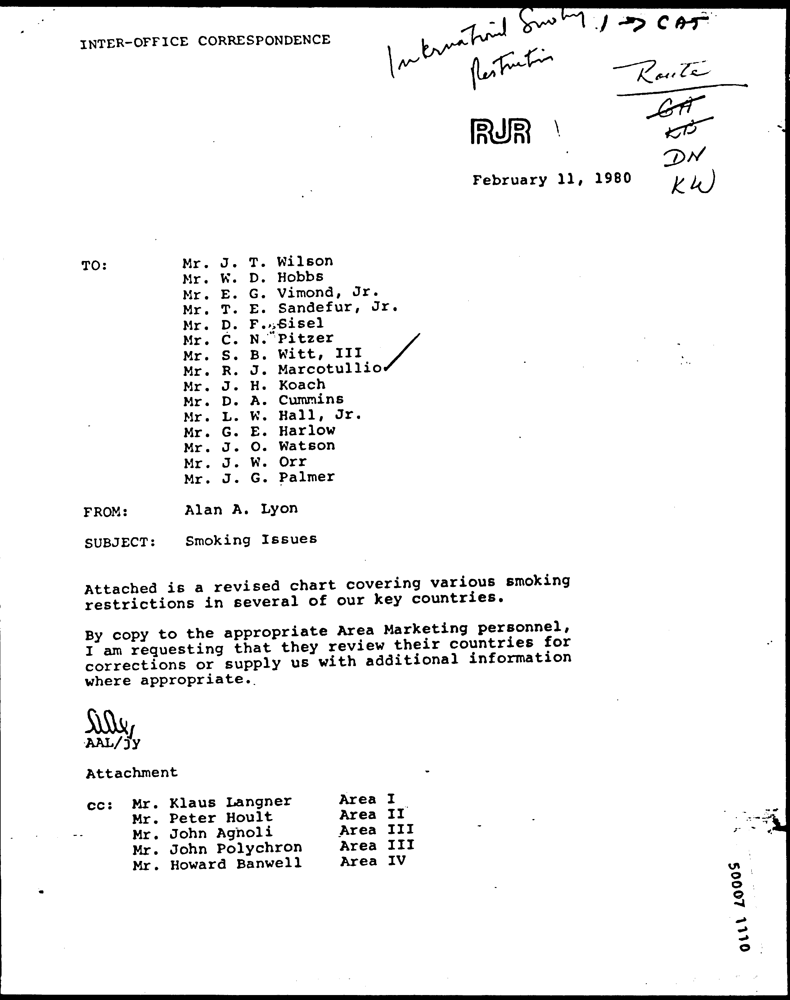 INTER-OFFICE CORRESPONDENCE
International Smoking / → CAT
Restriction
Route
GA
KB
DN
KW
RJR
February 11, 1980
TO: Mr. J. T. Wilson
Mr. W. D. Hobbs
Mr. E. G. Vimond, Jr.
Mr. T. E. Sandefur, Jr.
Mr. D. F. Sisel
Mr. C. N. Pitzer
Mr. S. B. Witt, III
Mr. R. J. Marcotullio
Mr. J. H. Koach
Mr. D. A. Cummins
Mr. L. W. Hall, Jr.
Mr. G. E. Harlow
Mr. J. O. Watson
Mr. J. W. Orr
Mr. J. G. Palmer
FROM: Alan A. Lyon
SUBJECT: Smoking Issues
Attached is a revised chart covering various smoking
restrictions in several of our key countries.
By copy to the appropriate Area Marketing personnel,
I am requesting that they review their countries for
corrections or supply us with additional information
where appropriate.
AAL/jy
Attachment
cc: Mr. Klaus Langner Area I
Mr. Peter Hoult Area II
Mr. John Agholi Area III
Mr. John Polychron Area III
Mr. Howard Banwell Area IV
50007 1110